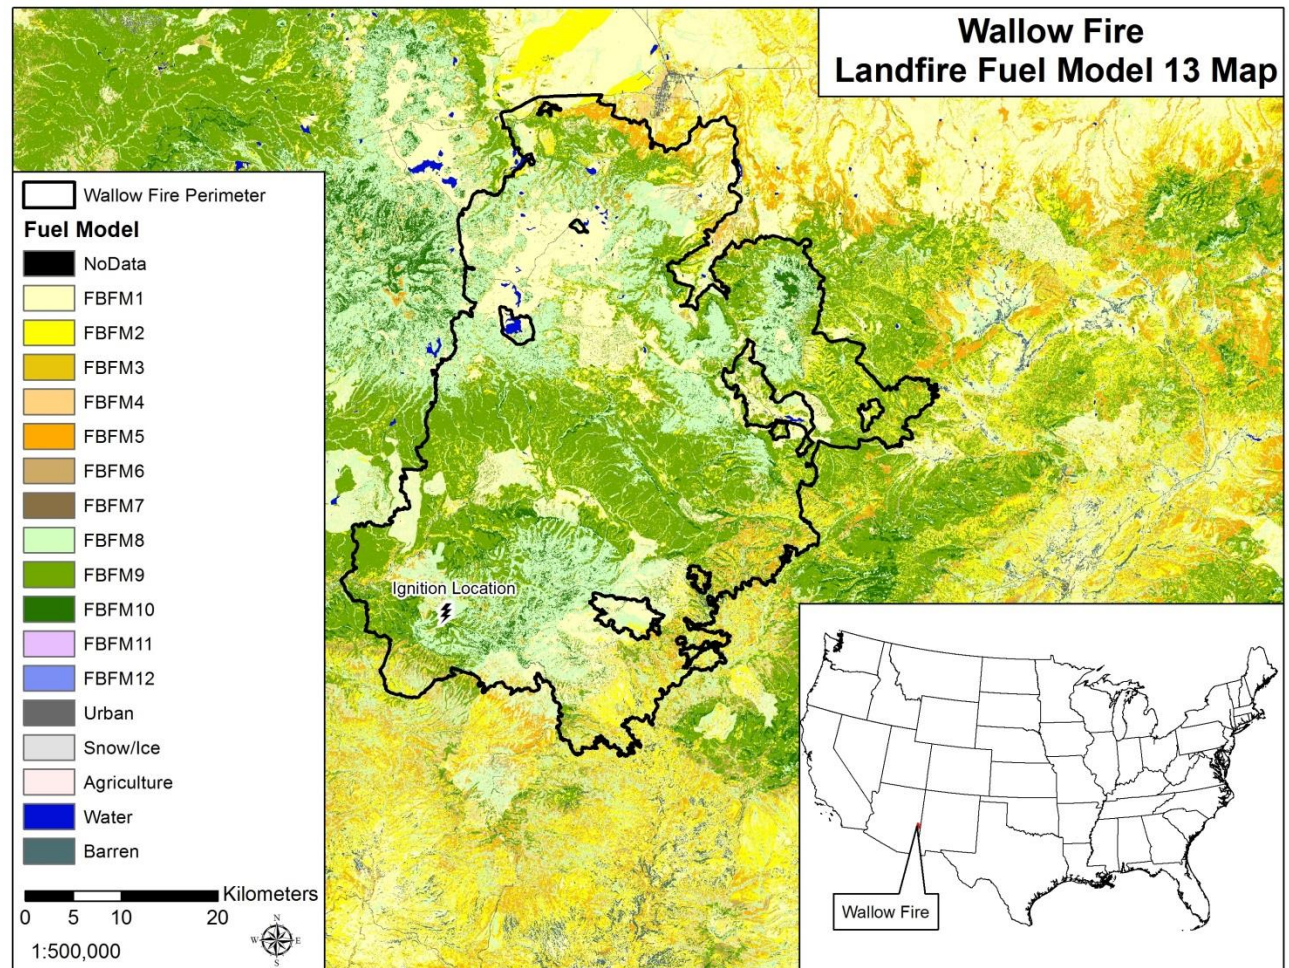 Wallow Fire
Landfire Fuel Model 13 Map
Wallow Fire Perimeter
Fuel Model
NoData
FBFM1
FBFM2
FBFM3
FBFM4
FBFM5
FBFM6
FBFM7
FBFM8
FBFM9
FBFM10
FBFM11
FBFM12
Urban
Snow/Ice
Agriculture
Water
Barren
Kilometers
0 5 10 20
1:500,000
N
W E
S
Ignition Location
Wallow Fire